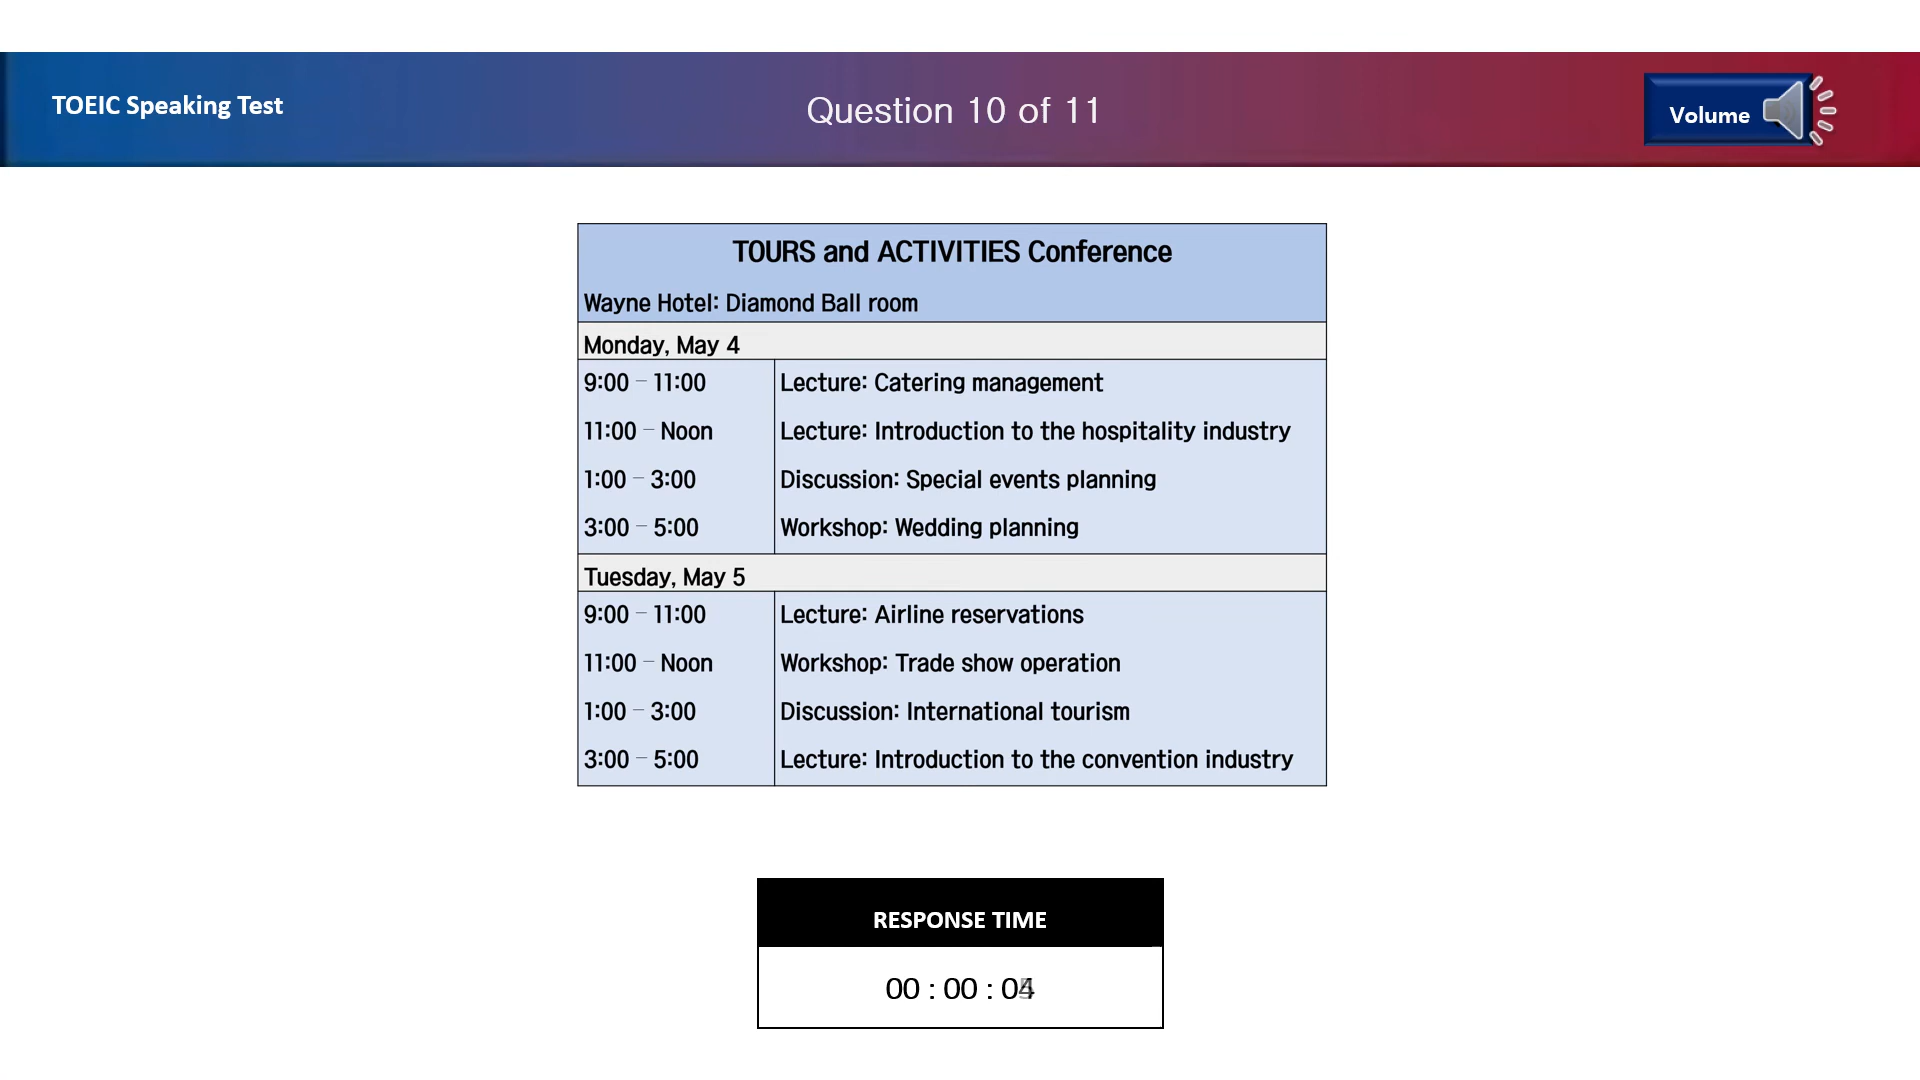 TOEIC Speaking Test
Question 10 of 11
Volume
TOURS and ACTIVITIES Conference
Wayne Hotel: Diamond Ball room
Monday, May 4
9:00 – 11:00 Lecture: Catering management
11:00 – Noon Lecture: Introduction to the hospitality industry
1:00 – 3:00 Discussion: Special events planning
3:00 – 5:00 Workshop: Wedding planning
Tuesday, May 5
9:00 – 11:00 Lecture: Airline reservations
11:00 – Noon Workshop: Trade show operation
1:00 – 3:00 Discussion: International tourism
3:00 – 5:00 Lecture: Introduction to the convention industry
RESPONSE TIME